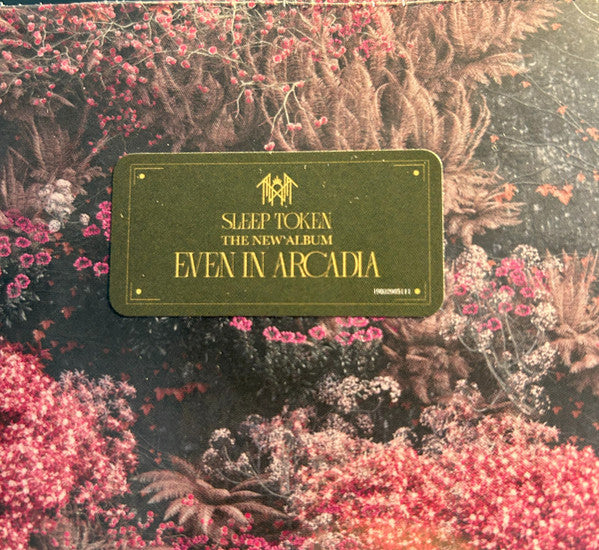 SLEEP TOKEN
THE NEW ALBUM
EVEN IN ARCADIA